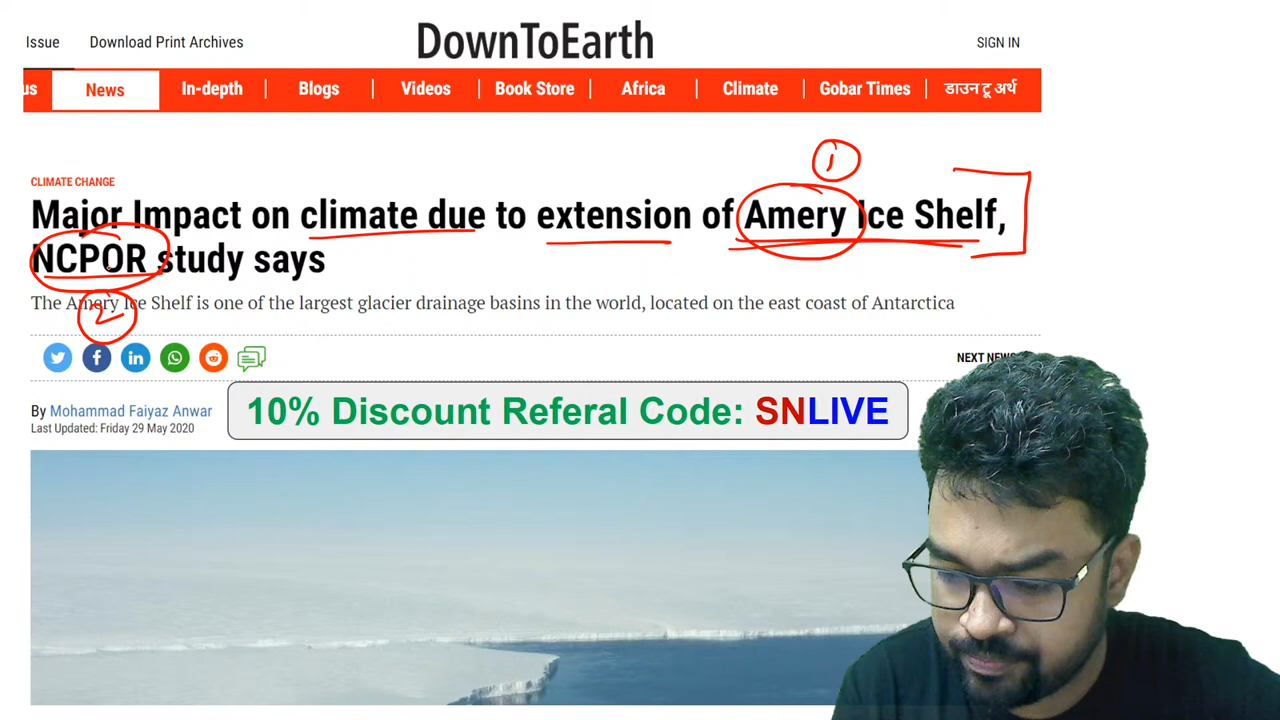 Issue Download Print Archives DownToEarth SIGN IN
us News In-depth Blogs Videos Book Store Africa Climate Gobar Times डाउन टू अर्थ
1
CLIMATE CHANGE
Major Impact on climate due to extension of Amery Ice Shelf,
NCPOR study says
The Amery Ice Shelf is one of the largest glacier drainage basins in the world, located on the east coast of Antarctica
2
NEXT NEWS
By Mohammad Faiyaz Anwar
Last Updated: Friday 29 May 2020
10% Discount Referal Code: SNLIVE